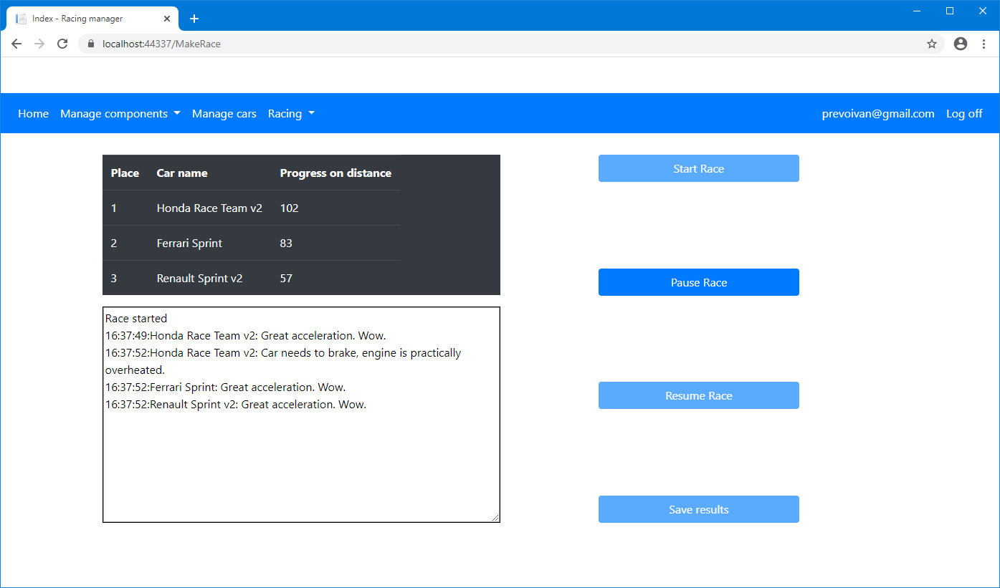 Index - Racing manager
localhost:44337/MakeRace
Home Manage components Manage cars Racing prevoivan@gmail.com Log off
Place Car name Progress on distance
1 Honda Race Team v2 102
2 Ferrari Sprint 83
3 Renault Sprint v2 57
Race started
16:37:49:Honda Race Team v2: Great acceleration. Wow.
16:37:52:Honda Race Team v2: Car needs to brake, engine is practically
overheated.
16:37:52:Ferrari Sprint: Great acceleration. Wow.
16:37:52:Renault Sprint v2: Great acceleration. Wow.
Start Race
Pause Race
Resume Race
Save results